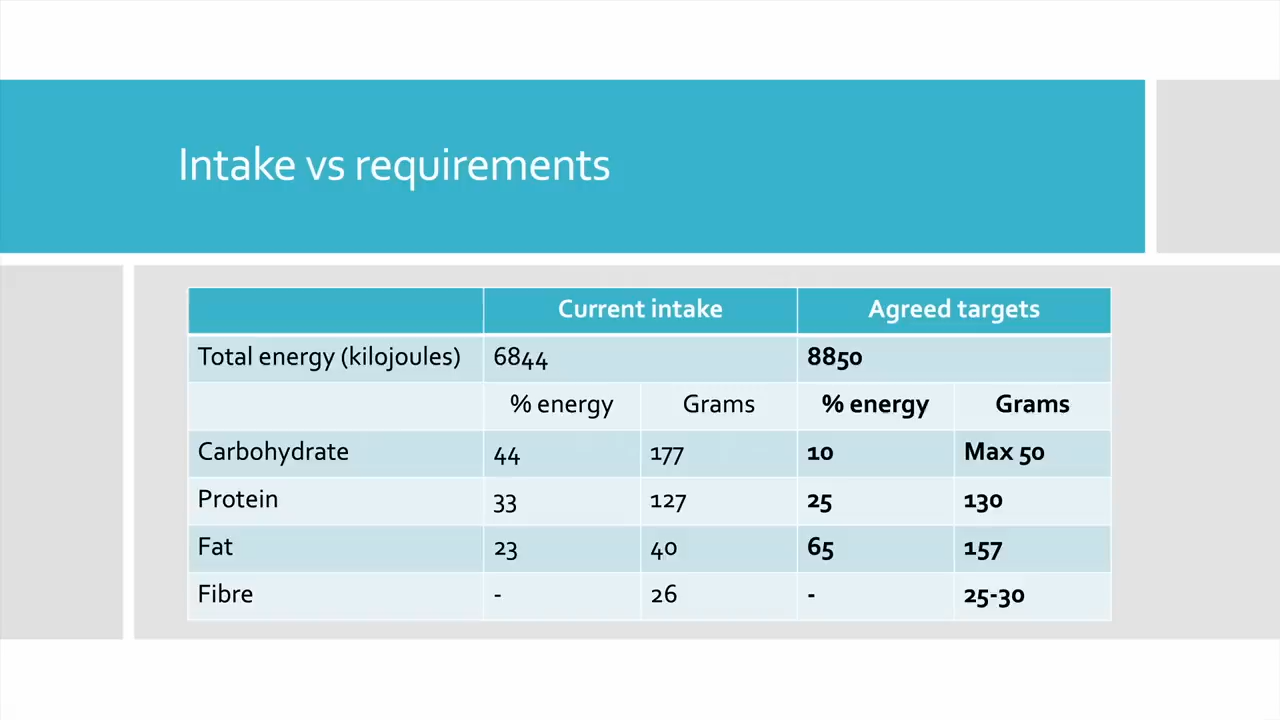 Intake vs requirements
Current intake Agreed targets
Total energy (kilojoules) 6844 8850
% energy Grams % energy Grams
Carbohydrate 44 177 10 Max 50
Protein 33 127 25 130
Fat 23 40 65 157
Fibre - 26 - 25-30